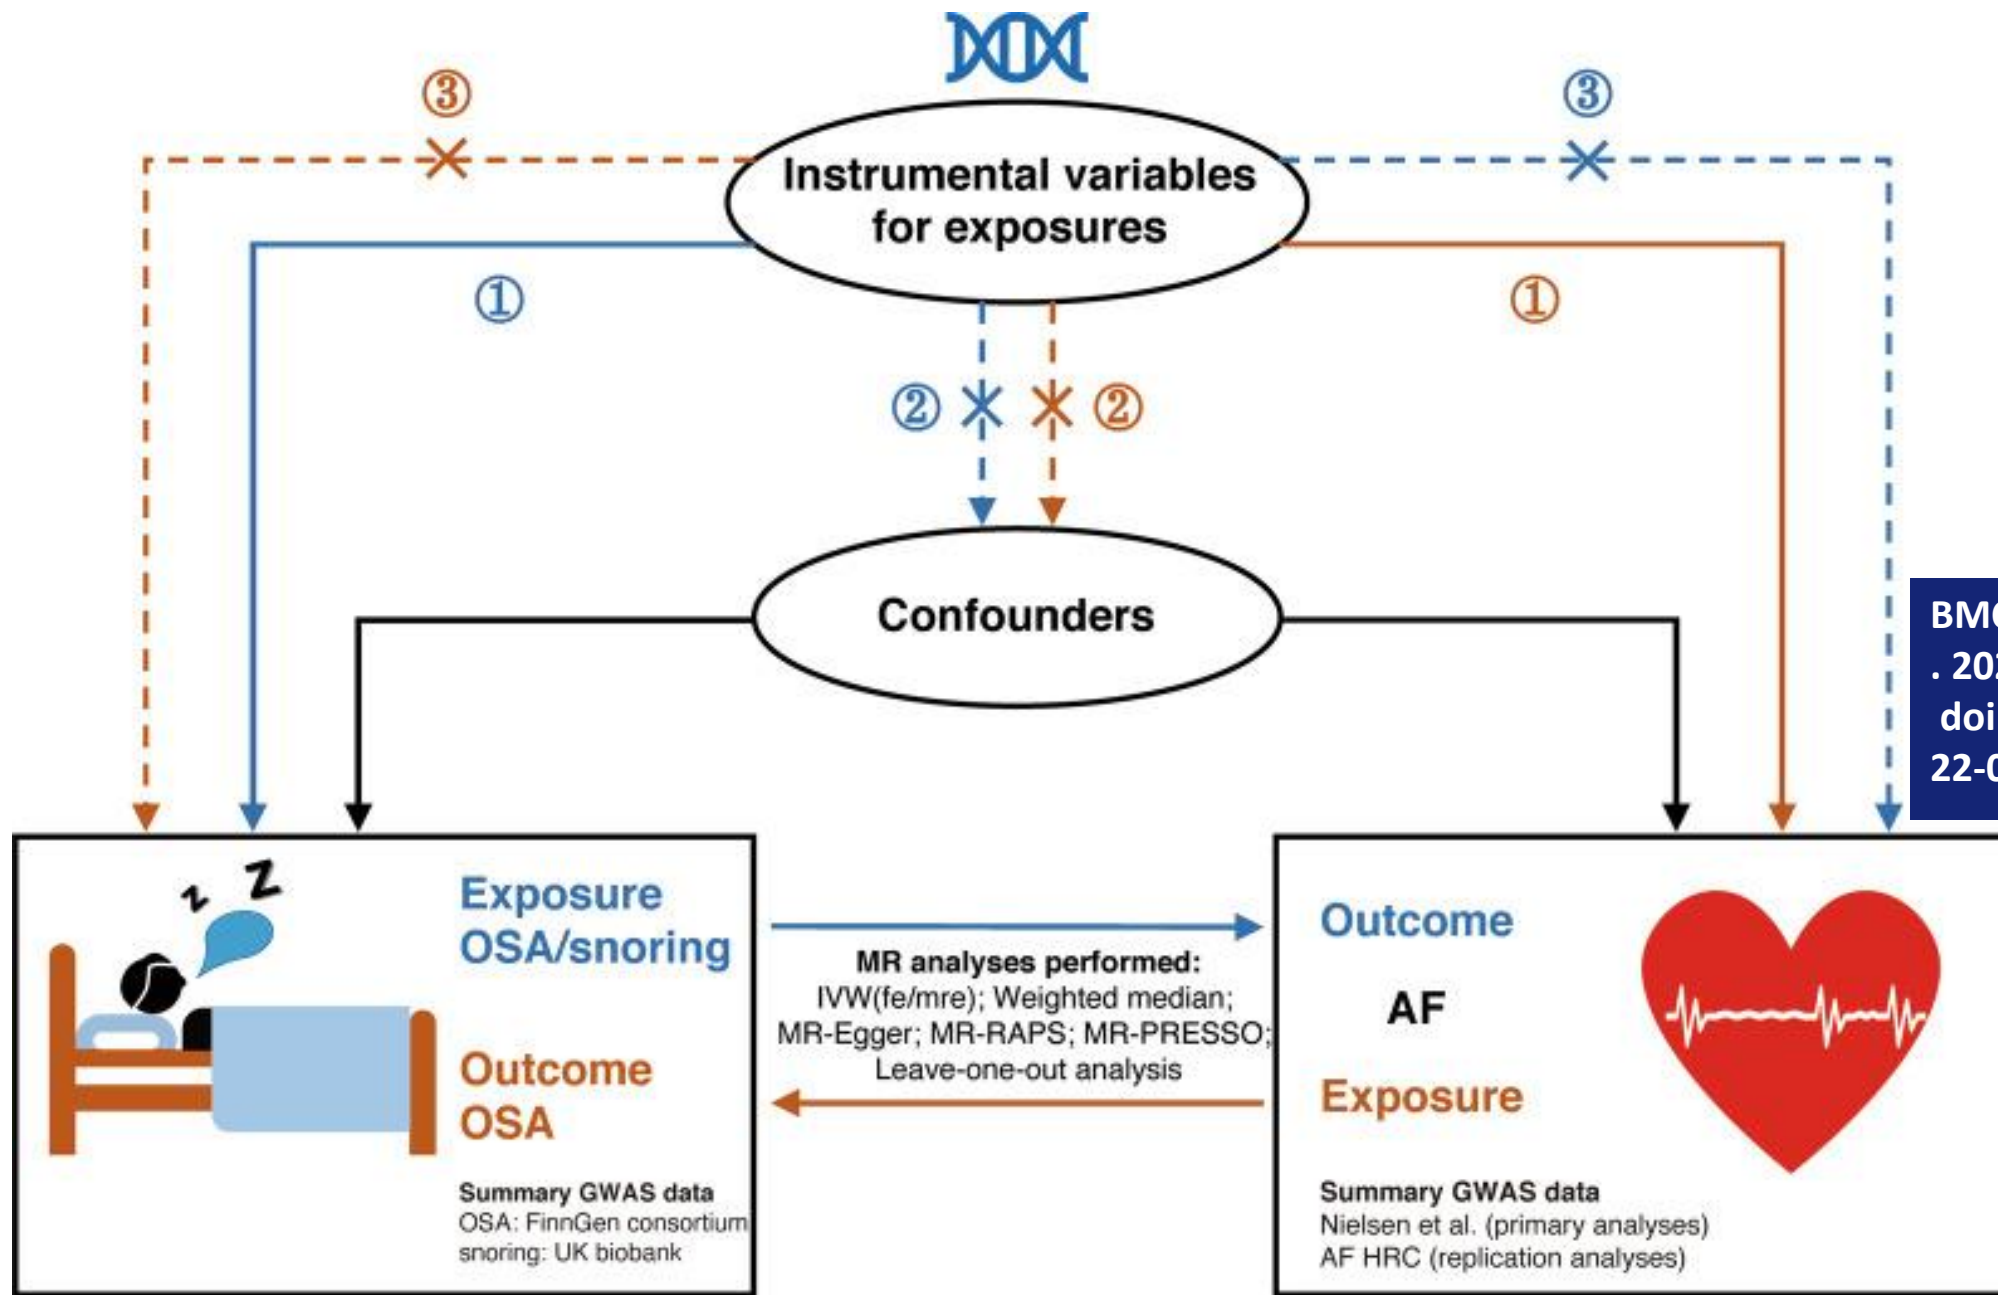 ③
③
Instrumental variables
for exposures
①
①
② ②
Confounders
z Z
Exposure
OSA/snoring
Outcome
OSA
Summary GWAS data
OSA: FinnGen consortium
snoring: UK biobank
MR analyses performed:
IVW(fe/mre); Weighted median;
MR-Egger; MR-RAPS; MR-PRESSO;
Leave-one-out analysis
Outcome
AF
Exposure
Summary GWAS data
Nielsen et al. (primary analyses)
AF HRC (replication analyses)
doi
22-0